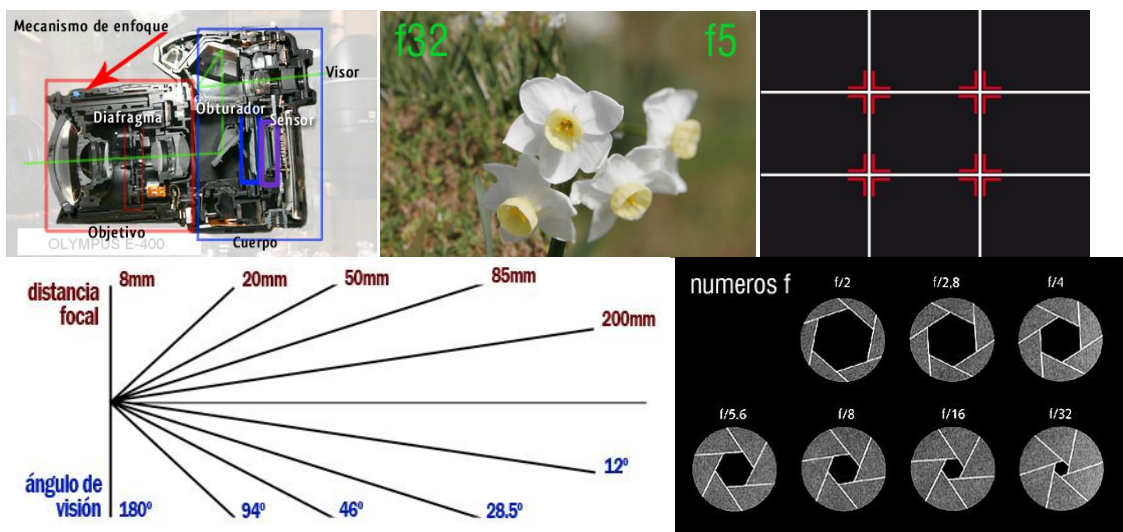 Mecanismo de enfoque
Visor
Obturador
Diafragma
Sensor
Objetivo
Cuerpo
OLYMPUS E-400
f32
f5
distancia
focal
8mm
20mm
50mm
85mm
200mm
12º
ángulo de
visión
180º
94º
46º
28.5º
numeros f
f/2
f/2,8
f/4
f/5.6
f/8
f/16
f/32